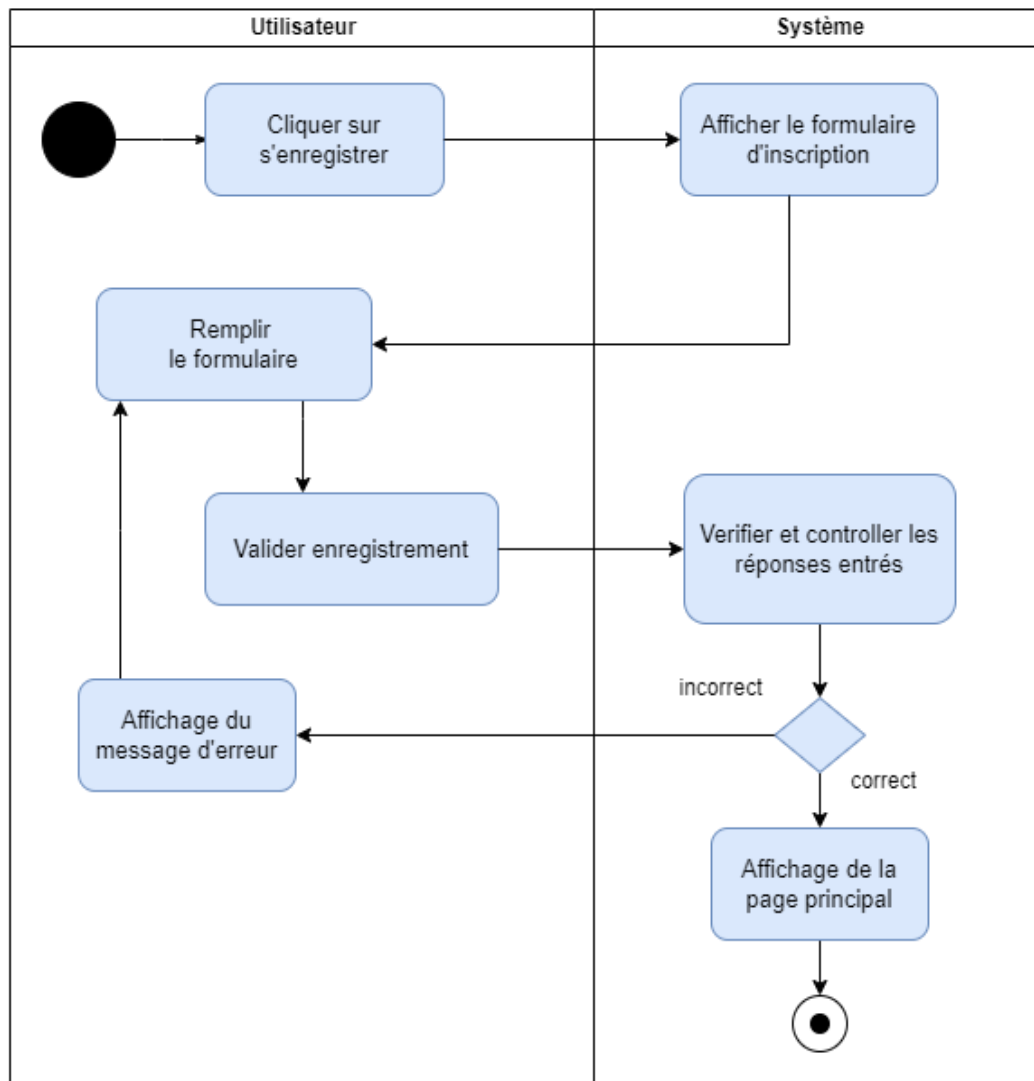 Utilisateur
Système
Cliquer sur
s'enregistrer
Afficher le formulaire
d'inscription
Remplir
le formulaire
Valider enregistrement
Verifier et controller les
réponses entrés
incorrect
Affichage du
message d'erreur
correct
Affichage de la
page principal